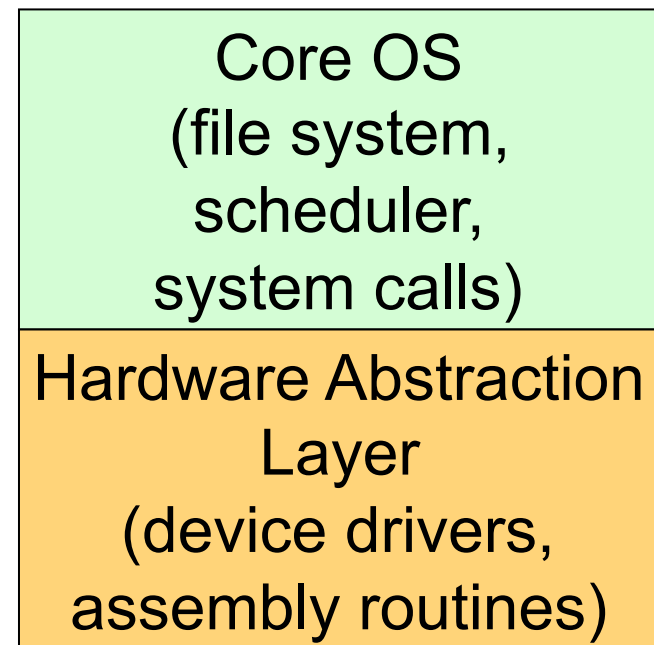 Core OS
(file system,
scheduler,
system calls)
Hardware Abstraction
Layer
(device drivers,
assembly routines)